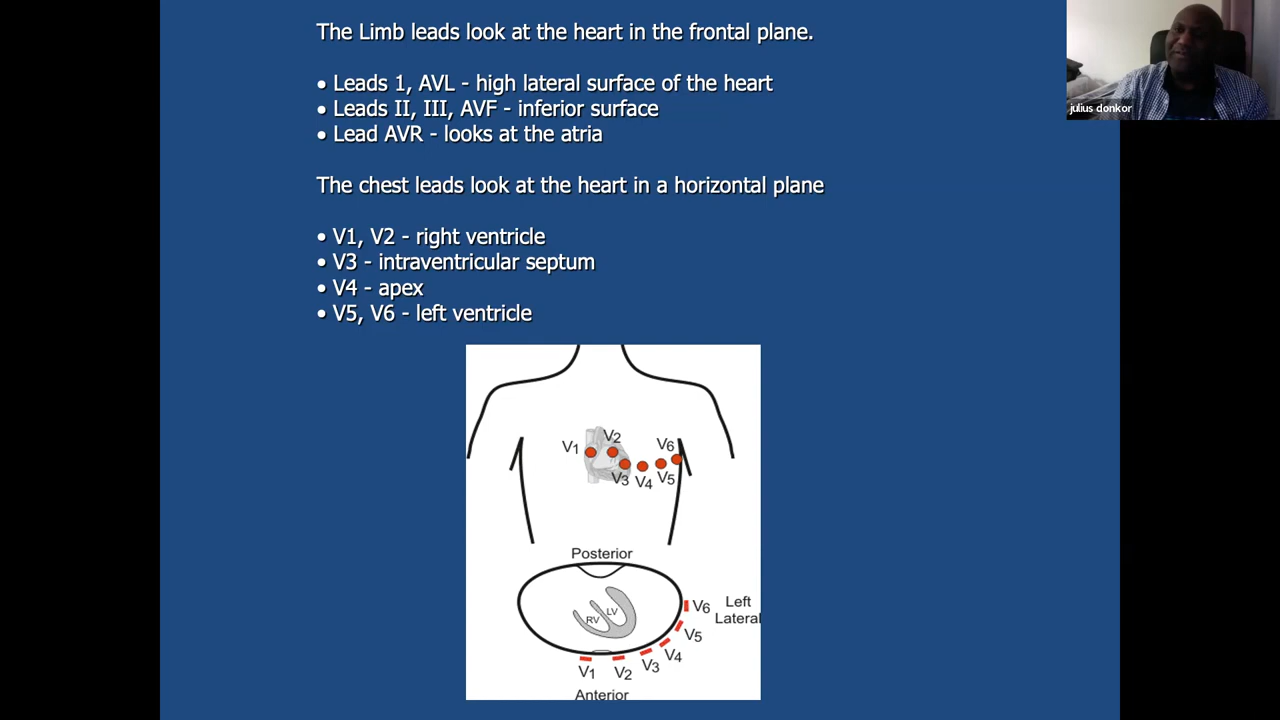 The Limb leads look at the heart in the frontal plane.
• Leads 1, AVL - high lateral surface of the heart
• Leads II, III, AVF - inferior surface
• Lead AVR - looks at the atria
The chest leads look at the heart in a horizontal plane
• V1, V2 - right ventricle
• V3 - intraventricular septum
• V4 - apex
• V5, V6 - left ventricle
julius donkor
V1
V2
V3
V4
V5
V6
Posterior
RV
LV
V6
Left
Lateral
V5
V4
V3
V2
V1
Anterior